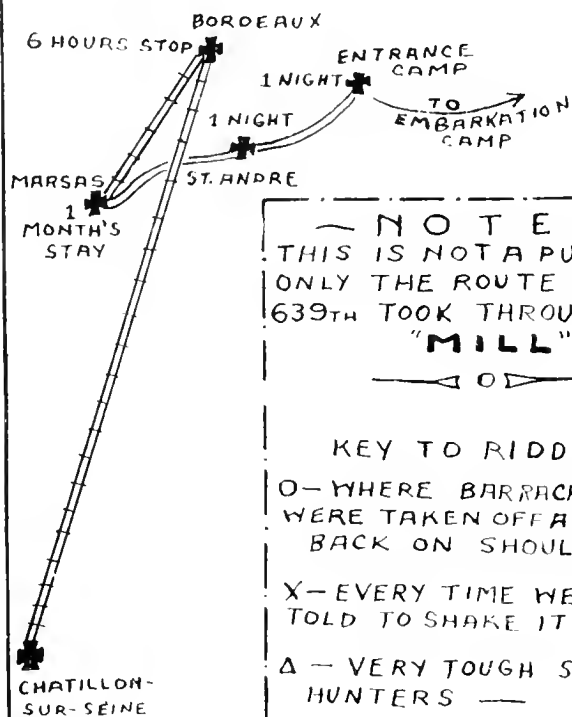 BORDEAUX
6 HOURS STOP
ENTRANCE
CAMP
1 NIGHT
TO
EMBARKATION
CAMP
1 NIGHT
ST. ANDRE
MARSAS
1
MONTH'S
STAY
CHATILLON-
SUR-SEINE
— NOTE
THIS IS NOT A PU
ONLY THE ROUTE
639TH TOOK THROU
"MILL"
KEY TO RIDD
O — WHERE BARRAC
WERE TAKEN OFF A
BACK ON SHOUL
X — EVERY TIME WE
TOLD TO SHAKE IT
Δ — VERY TOUGH S
HUNTERS —